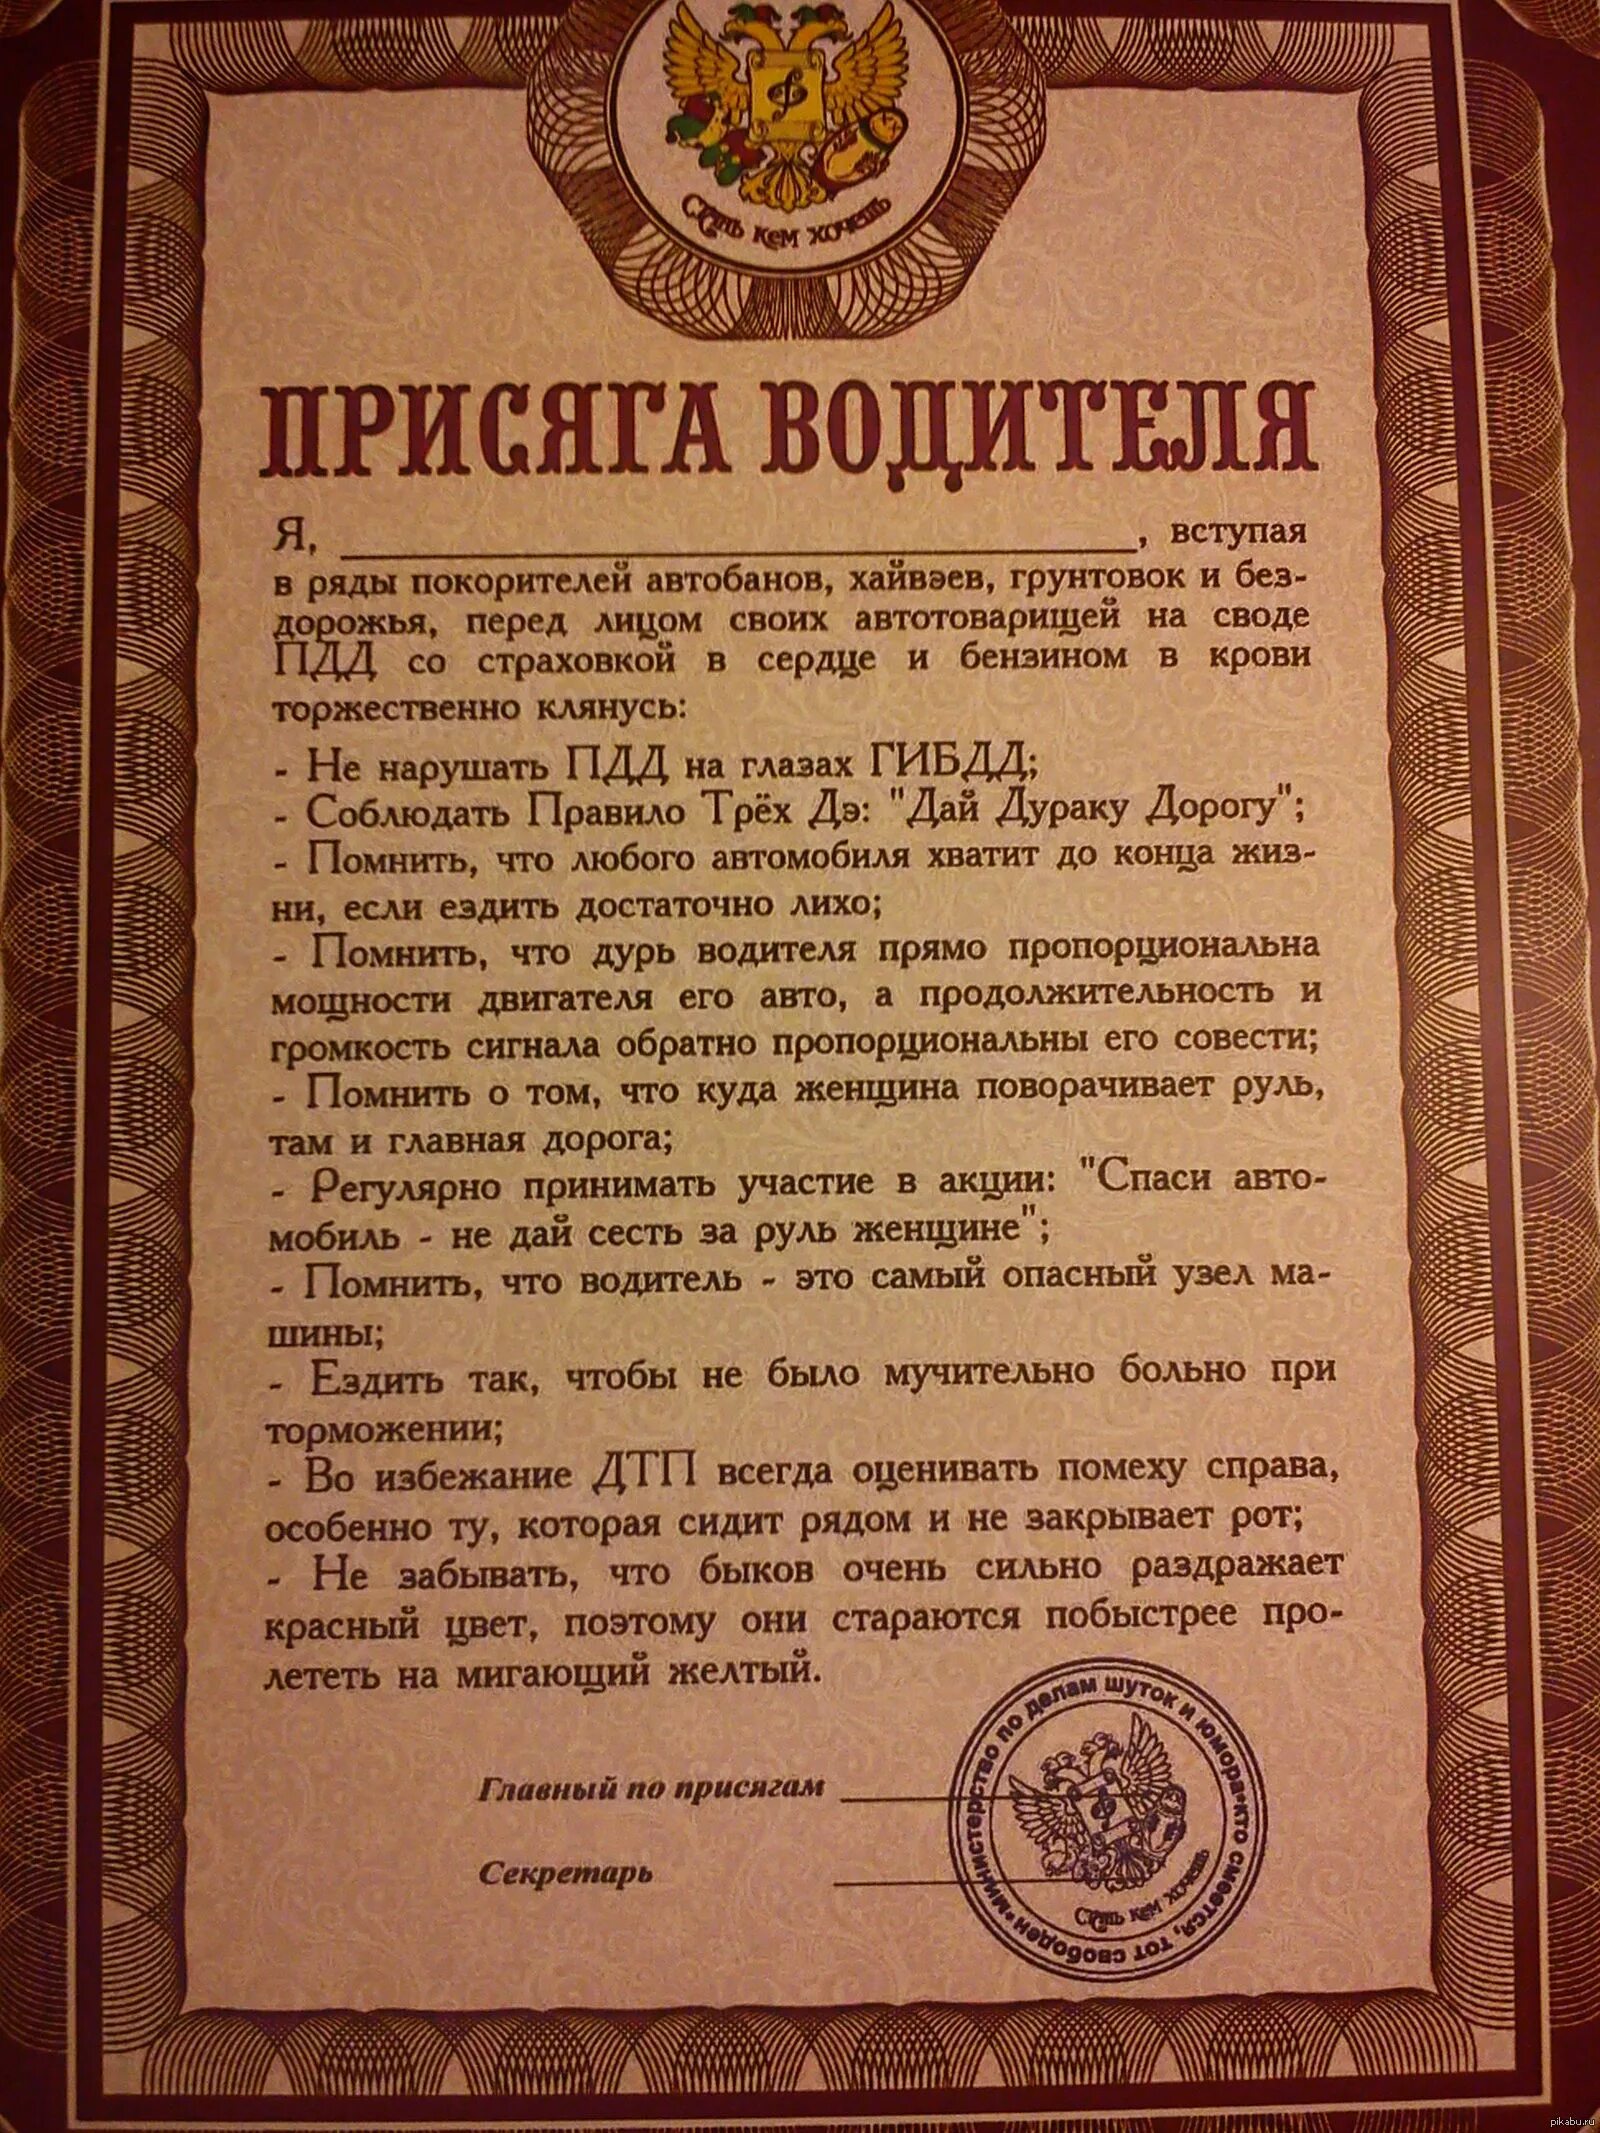 Стань кем хочешь
ПРИСЯГА ВОДИТЕЛЯ
Я, ________________________, вступая
в ряды покорителей автобанов, хайвэев, грунтовок и без-
дорожья, перед лицом своих автотоварищей на своде
ПДД со страховкой в сердце и бензином в крови
торжественно клянусь:
- Не нарушать ПДД на глазах ГИБДД;
- Соблюдать Правило Трёх Дэ: "Дай Дураку Дорогу";
- Помнить, что любого автомобиля хватит до конца жиз-
ни, если ездить достаточно лихо;
- Помнить, что дурь водителя прямо пропорциональна
мощности двигателя его авто, а продолжительность и
громкость сигнала обратно пропорциональны его совести;
- Помнить о том, что куда женщина поворачивает руль,
там и главная дорога;
- Регулярно принимать участие в акции: "Спаси авто-
мобиль - не дай сесть за руль женщине";
- Помнить, что водитель - это самый опасный узел ма-
шины;
- Ездить так, чтобы не было мучительно больно при
торможении;
- Во избежание ДТП всегда оценивать помеху справа,
особенно ту, которая сидит рядом и не закрывает рот;
- Не забывать, что быков очень сильно раздражает
красный цвет, поэтому они стараются побыстрее про-
лететь на мигающий желтый.
Главный по присягам
Секретарь
министерство по делам шуток и юмора • кто смеется, тот свободен •
Стань кем хочешь
pikabu.ru